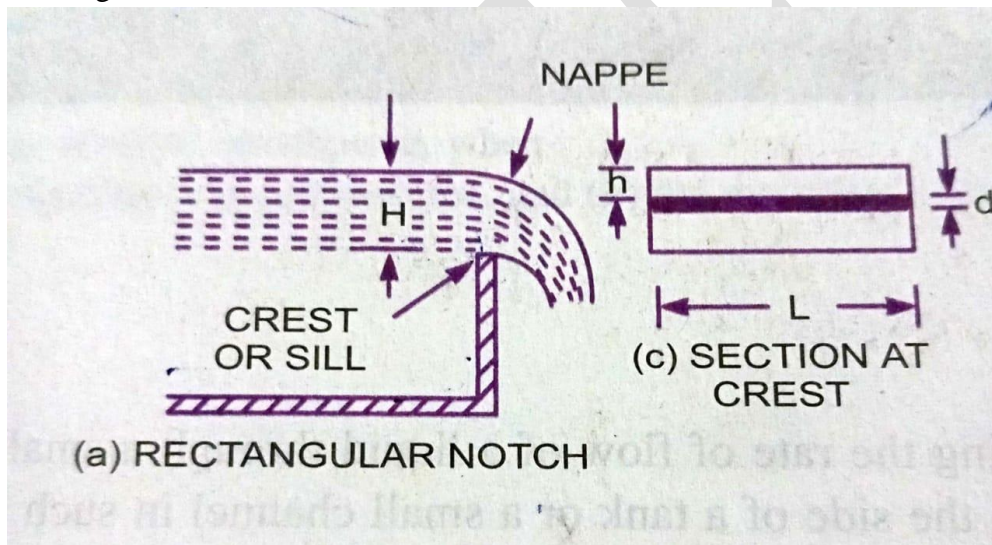 NAPPE
H
h
d
CREST
OR SILL
L
(c) SECTION AT
CREST
(a) RECTANGULAR NOTCH